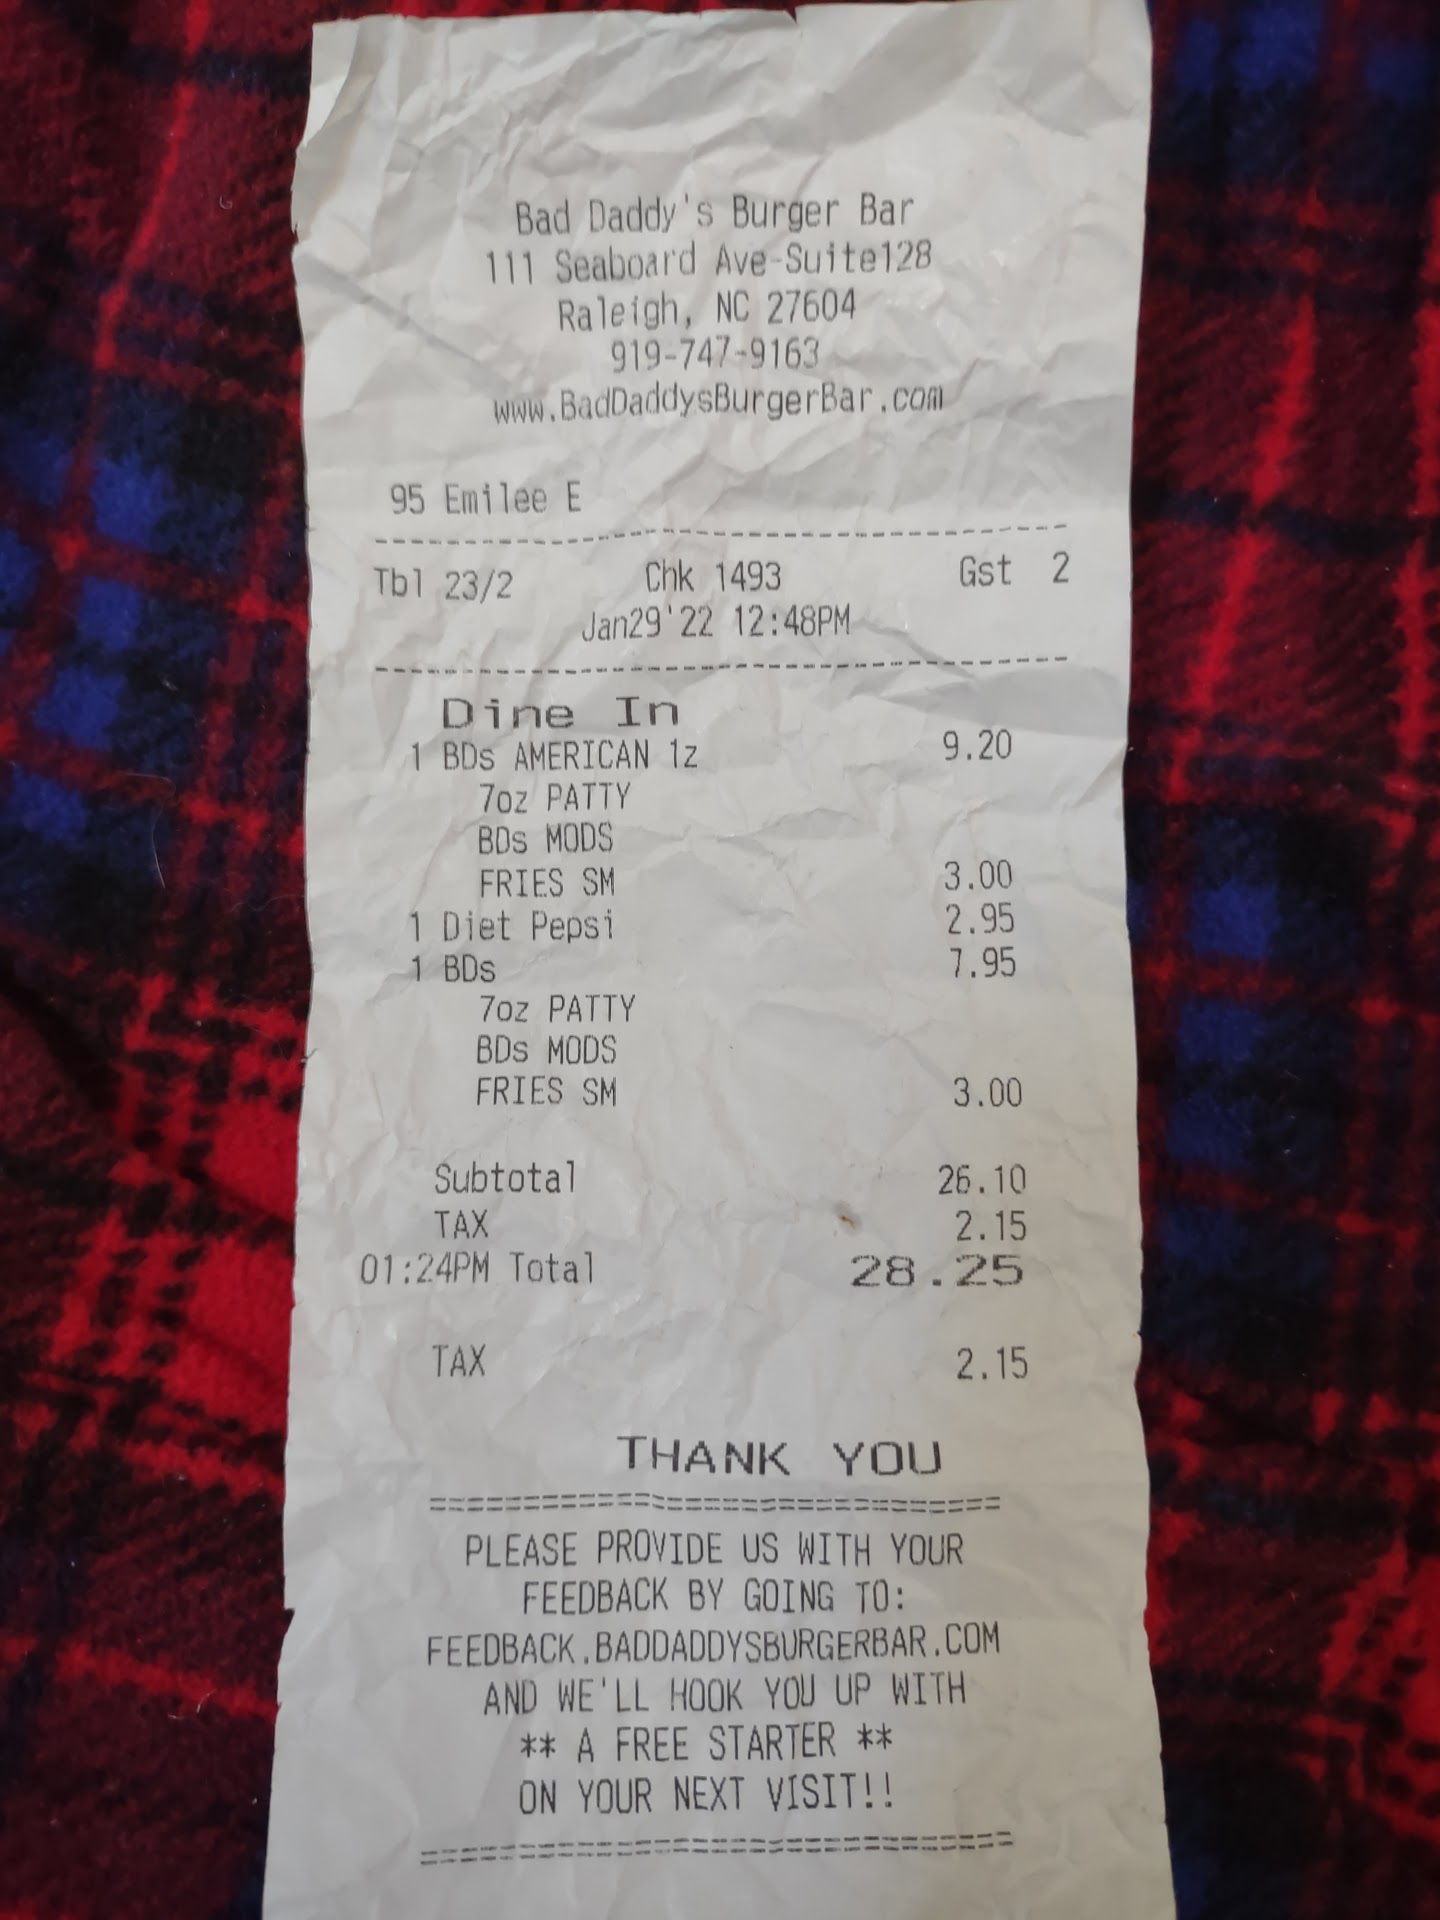 Bad Daddy's Burger Bar
111 Seaboard Ave-Suite128
Raleigh, NC 27604
919-747-9163
www.BadDaddysBurgerBar.com
95 Emilee E
Tbl 23/2 Chk 1493 Gst 2
Jan29'22 12:48PM
Dine In
1 BDs AMERICAN 1z 9.20
7oz PATTY
BDs MODS
FRIES SM 3.00
1 Diet Pepsi 2.95
1 BDs 7.95
7oz PATTY
BDs MODS
FRIES SM 3.00
Subtotal 26.10
TAX 2.15
01:24PM Total 28.25
TAX 2.15
THANK YOU
==============================
PLEASE PROVIDE US WITH YOUR
FEEDBACK BY GOING TO:
FEEDBACK.BADDADDYSBURGERBAR.COM
AND WE'LL HOOK YOU UP WITH
** A FREE STARTER **
ON YOUR NEXT VISIT!!
==============================